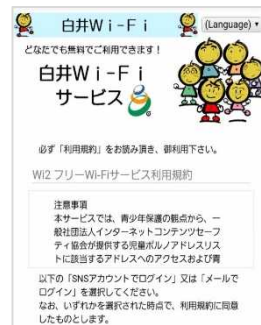 白井Wi-Fi
(Language)
どなたでも無料でご利用できます！
白井Wi-Fi
サービス
必ず「利用規約」をお読み頂き、御利用下さい。
Wi2 フリーWi-Fiサービス利用規約
注意事項
本サービスでは、青少年保護の観点から、一
般社団法人インターネットコンテンツセーフ
ティ協会が提供する児童ポルノアドレスリス
トに該当するアドレスへのアクセスおよび青
以下の「SNSアカウントでログイン」又は「メールで
ログイン」を選択してください。
なお、いずれかを選択された時点で、利用規約に同意
したものとします。